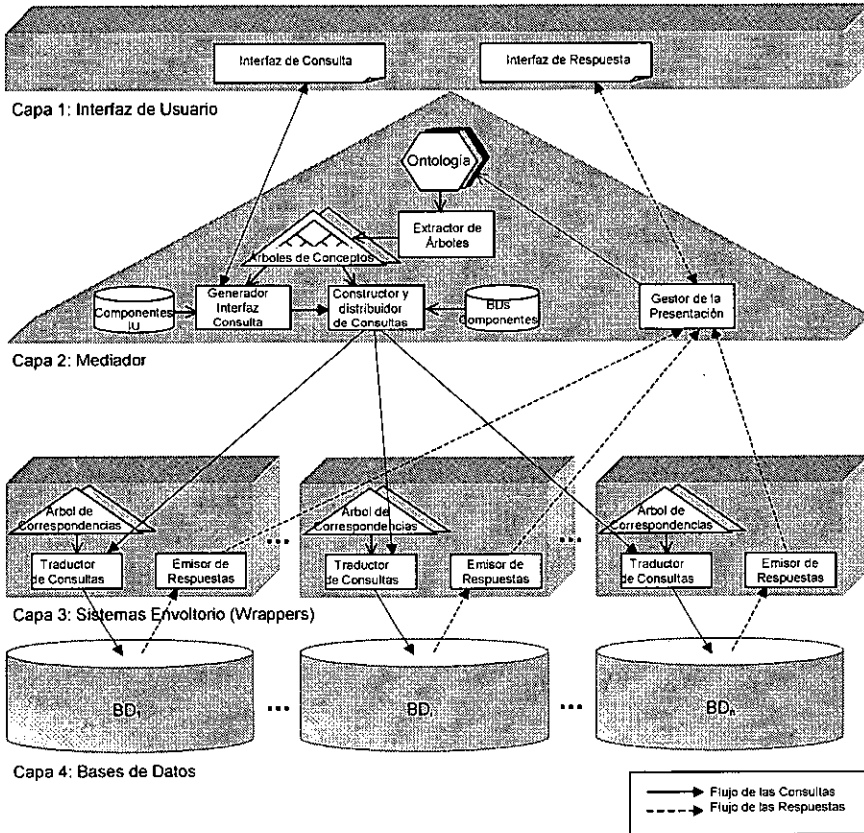 Interfaz de Consulta
Interfaz de Respuesta
Capa 1: Interfaz de Usuario
Ontología
Extractor de
Árboles
Árboles de Conceptos
Componentes
IU
Generador
Interfaz
Consulta
Constructor y
distribuidor
de Consultas
BDs
Componentes
Gestor de la
Presentación
Capa 2: Mediador
Árbol de
Correspondencias
Traductor
de Consultas
Emisor de
Respuestas
...
Árbol de
Correspondencias
Traductor
de Consultas
Emisor de
Respuestas
...
Árbol de
Correspondencias
Traductor
de Consultas
Emisor de
Respuestas
Capa 3: Sistemas Envoltorio (Wrappers)
BD1
...
BDi
...
BDn
Capa 4: Bases de Datos
Flujo de las Consultas
Flujo de las Respuestas